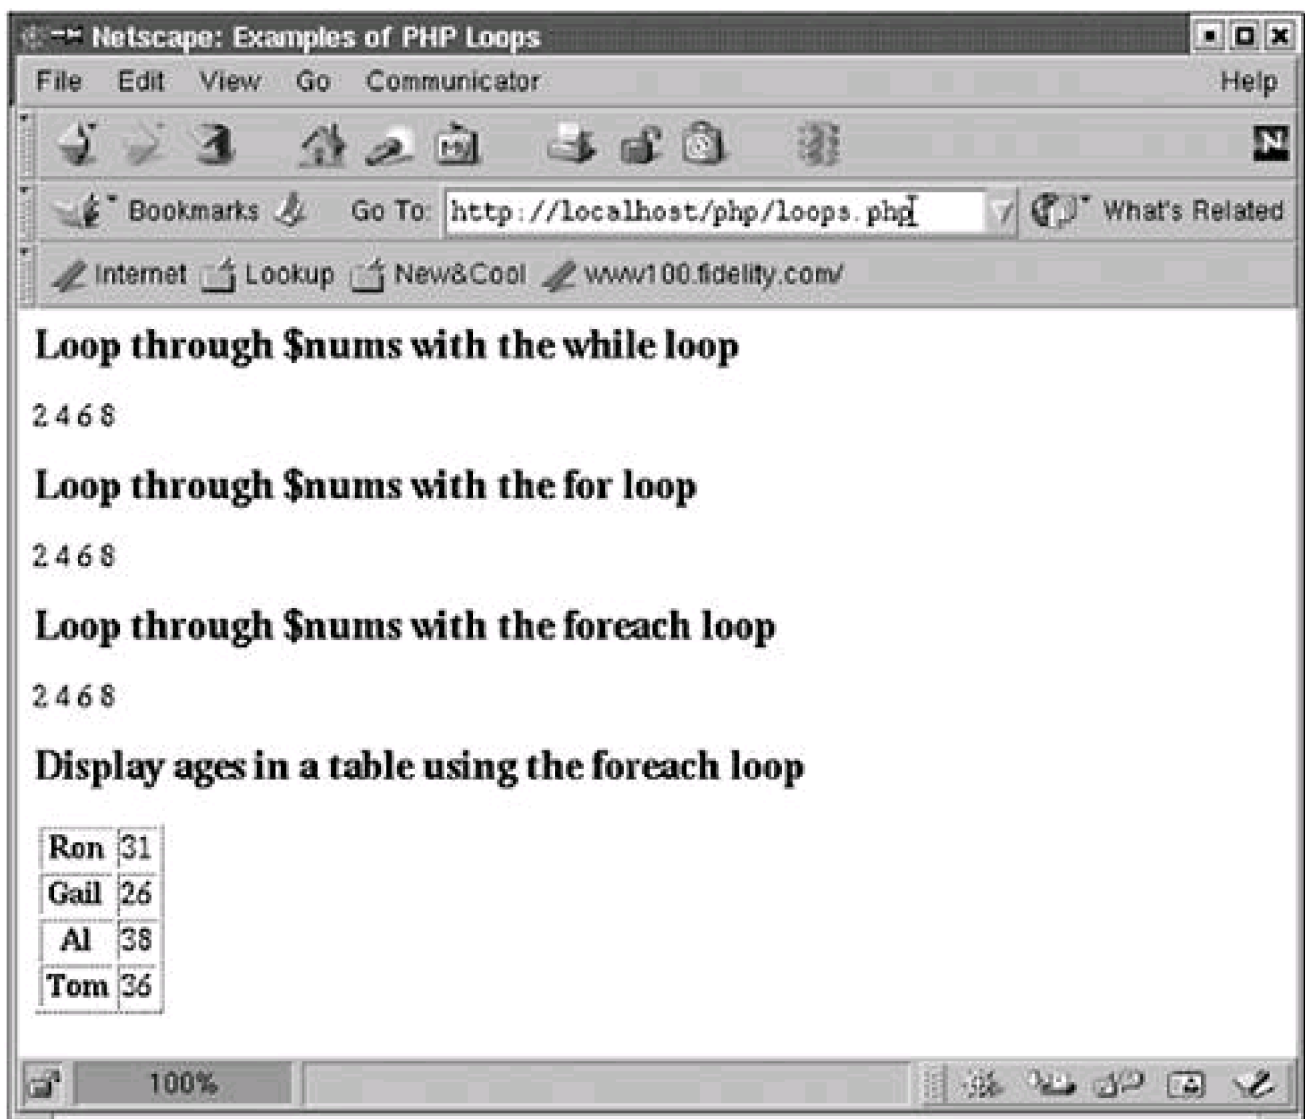 Netscape: Examples of PHP Loops
File Edit View Go Communicator Help
My
N
Bookmarks Go To: http://localhost/php/loops.php What's Related
Internet Lookup New&Cool www100.fidelity.com/
Loop through $nums with the while loop
2 4 6 8
Loop through $nums with the for loop
2 4 6 8
Loop through $nums with the foreach loop
2 4 6 8
Display ages in a table using the foreach loop
Ron 31
Gail 26
Al 38
Tom 36
100%